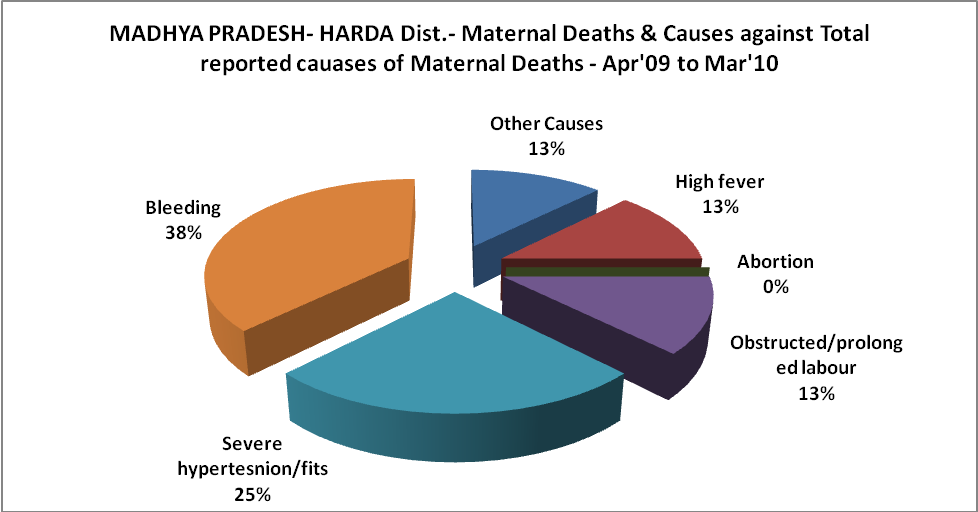 MADHYA PRADESH- HARDA Dist.- Maternal Deaths & Causes against Total
reported cauases of Maternal Deaths - Apr'09 to Mar'10
Other Causes
13%
High fever
13%
Abortion
0%
Obstructed/prolong
ed labour
13%
Severe
hypertesnion/fits
25%
Bleeding
38%